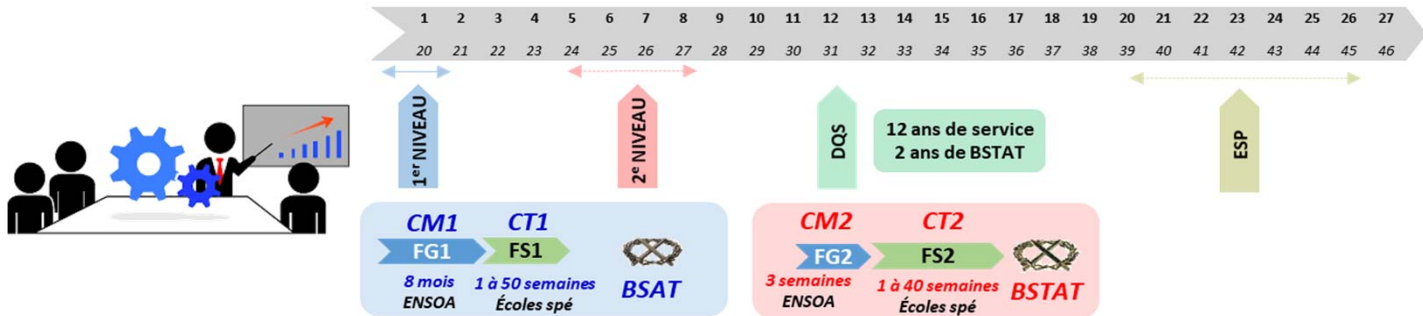 1 2 3 4 5 6 7 8 9 10 11 12 13 14 15 16 17 18 19 20 21 22 23 24 25 26 27
20 21 22 23 24 25 26 27 28 29 30 31 32 33 34 35 36 37 38 39 40 41 42 43 44 45 46
1er NIVEAU
2e NIVEAU
DQS
12 ans de service
2 ans de BSTAT
ESP
CM1 CT1
FG1 FS1
8 mois 1 à 50 semaines
ENSOA Écoles spé
BSAT
CM2 CT2
FG2 FS2
3 semaines 1 à 40 semaines
ENSOA Écoles spé
BSTAT